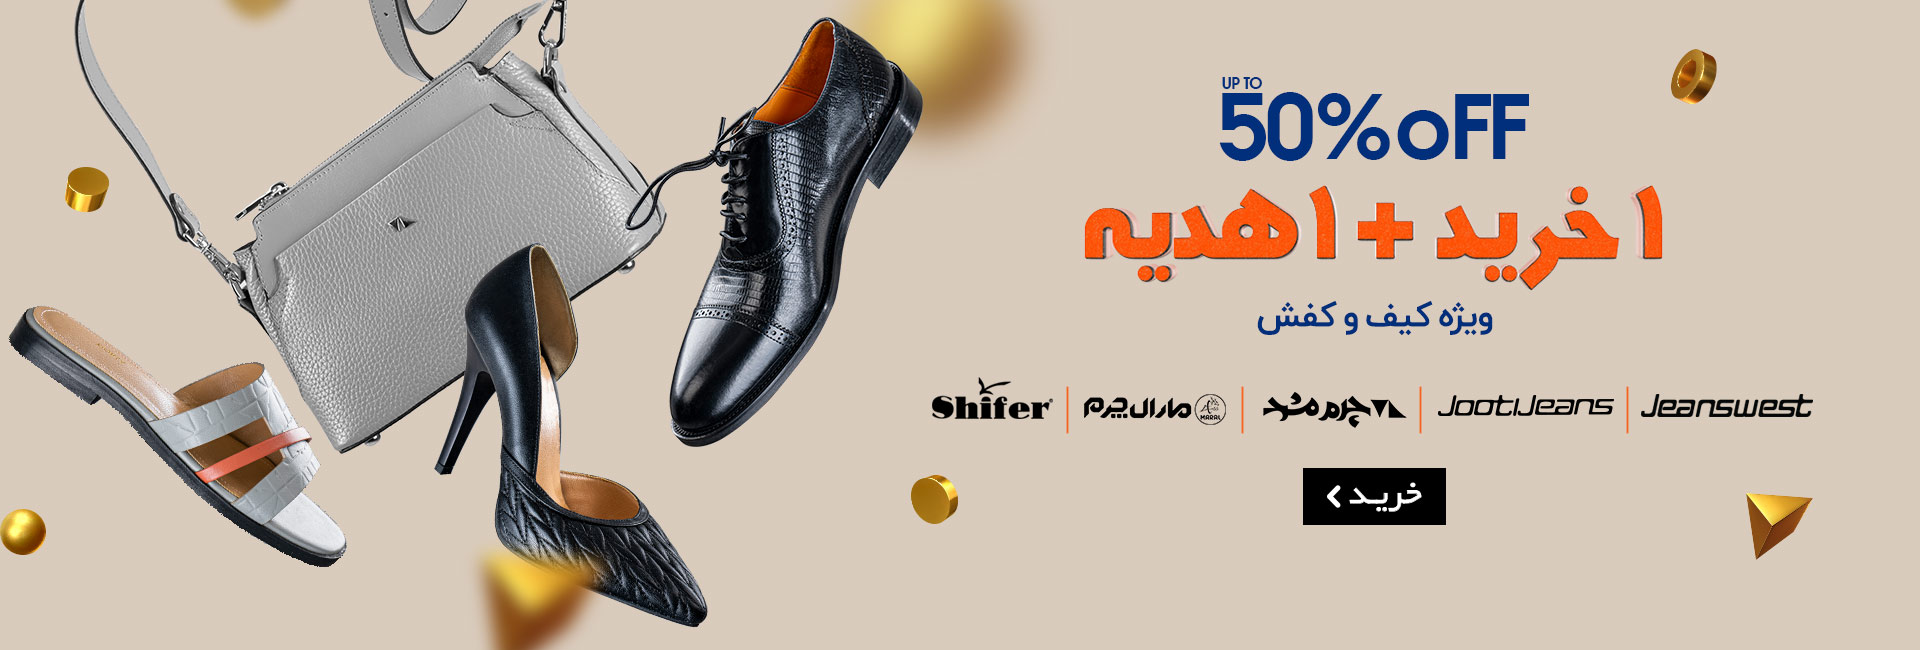 UP TO
50% oFF
۱ خرید + ۱ هدیه
ویژه کیف و کفش
Shifer | مارال چرم MARAL | چرم مشهد | JootiJeans | Jeanswest
خرید